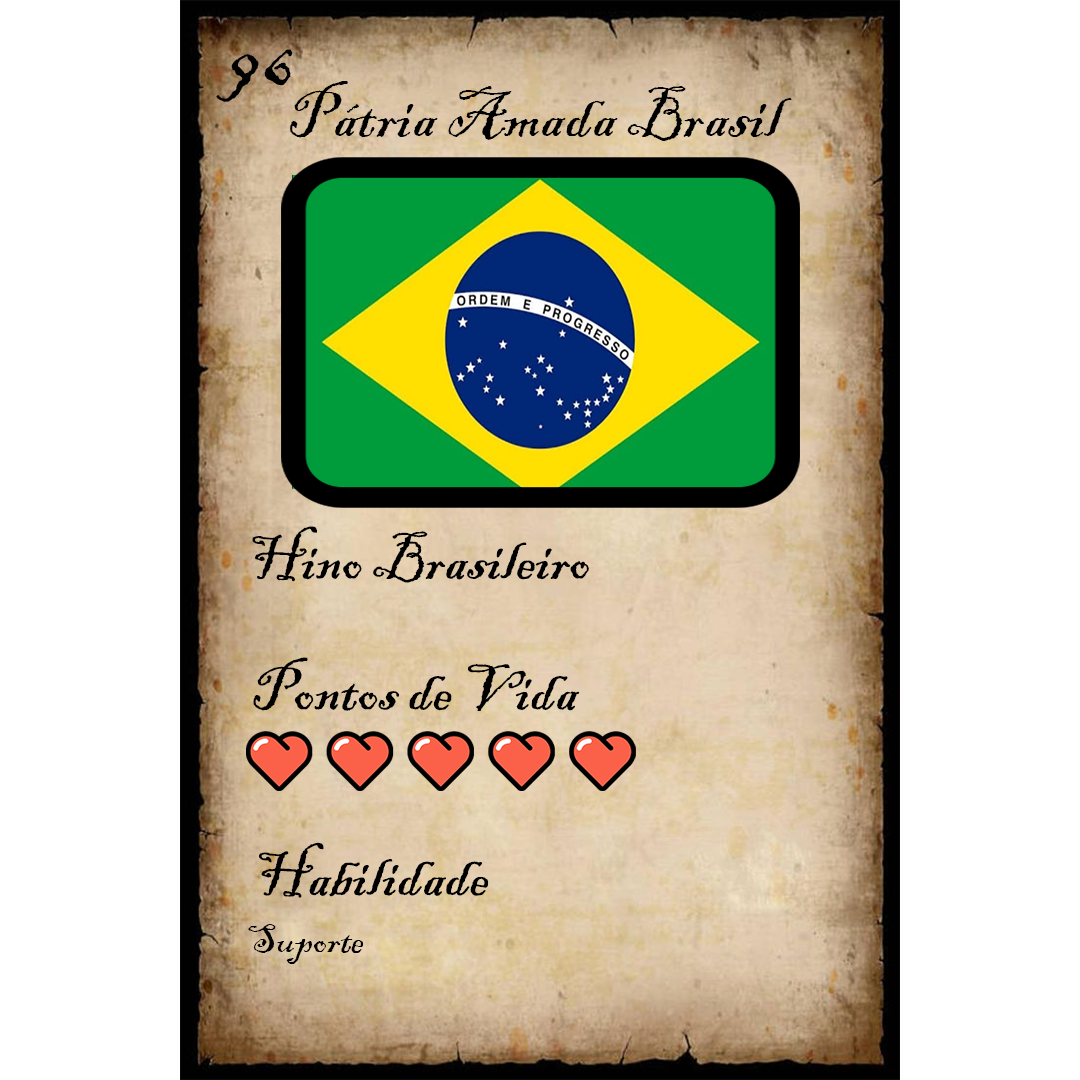 96
Pátria Amada Brasil
ORDEM E PROGRESSO
Hino Brasileiro
Pontos de Vida
Habilidade
Suporte